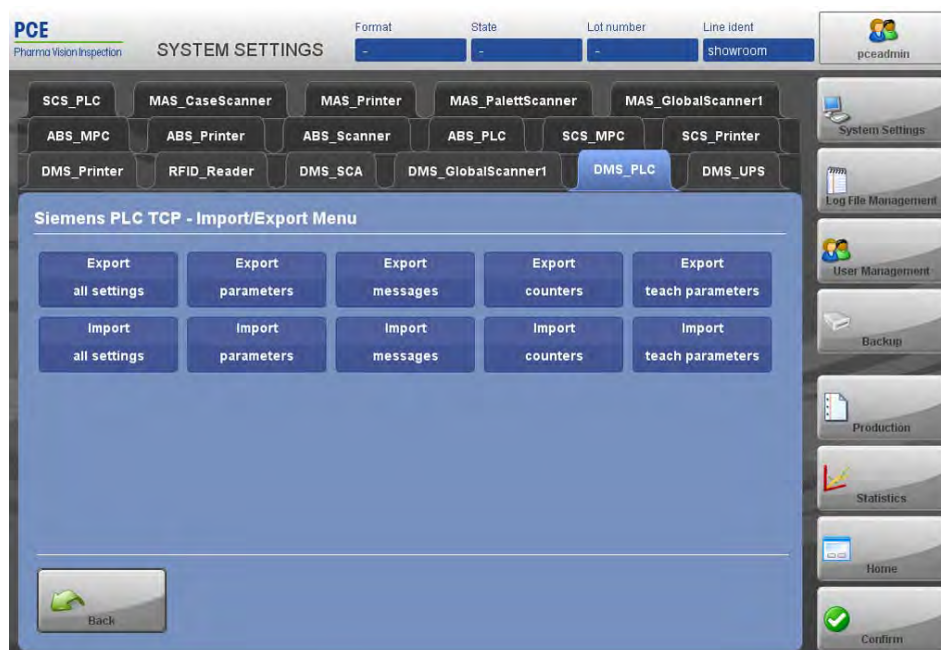 PCE
Pharma Vision Inspection
SYSTEM SETTINGS
Format
-
State
-
Lot number
-
Line ident
showroom
pceadmin
SCS_PLC
MAS_CaseScanner
MAS_Printer
MAS_PalettScanner
MAS_GlobalScanner1
ABS_MPC
ABS_Printer
ABS_Scanner
ABS_PLC
SCS_MPC
SCS_Printer
DMS_Printer
RFID_Reader
DMS_SCA
DMS_GlobalScanner1
DMS_PLC
DMS_UPS
Siemens PLC TCP - Import/Export Menu
Export
all settings
Export
parameters
Export
messages
Export
counters
Export
teach parameters
Import
all settings
Import
parameters
Import
messages
Import
counters
Import
teach parameters
Back
System Settings
Log File Management
User Management
Backup
Production
Statistics
Home
Confirm